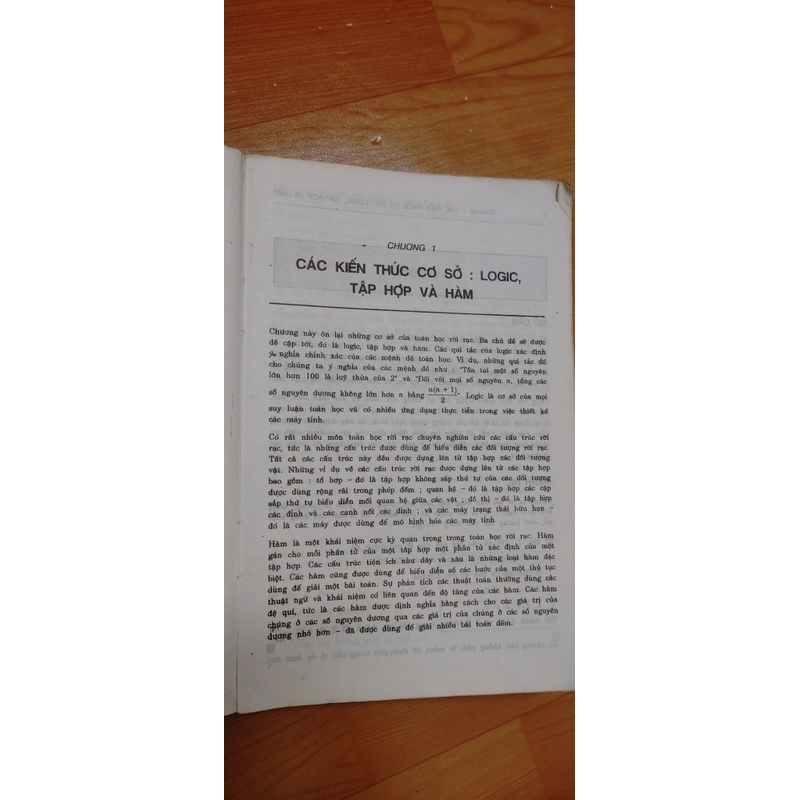 CHƯƠNG 1
CÁC KIẾN THỨC CƠ SỞ : LOGIC,
TẬP HỢP VÀ HÀM
Chương này ôn lại những cơ sở của toán học rời rạc. Ba chủ đề sẽ được
đề cập tới, đó là logic, tập hợp và hàm. Các qui tắc của logic xác định
ý nghĩa chính xác của các mệnh đề toán học. Ví dụ, những qui tắc đó
cho chúng ta ý nghĩa của các mệnh đề như : "Tồn tại một số nguyên
lớn hơn 100 là luỹ thừa của 2" và "Đối với mọi số nguyên n, tổng các
số nguyên dương không lớn hơn n bằng n(n + 1)/2. Logic là cơ sở của mọi
suy luận toán học và có nhiều ứng dụng thực tiễn trong việc thiết kế
các máy tính.
Có rất nhiều môn toán học rời rạc chuyên nghiên cứu các cấu trúc rời
rạc, tức là những cấu trúc được dùng để biểu diễn các đối tượng rời rạc.
Tất cả các cấu trúc này đều được dựng lên từ tập hợp các đối tượng
vật. Những ví dụ về các cấu trúc rời rạc được dựng lên từ các tập hợp
bao gồm : tổ hợp - đó là tập hợp không sắp thứ tự của các đối tượng
được dùng rộng rãi trong phép đếm ; quan hệ - đó là tập hợp các cặp
sắp thứ tự biểu diễn mối quan hệ giữa các vật ; đồ thị - đó là tập hợp
các đỉnh và các cạnh nối các đỉnh ; và các máy trạng thái hữu hạn -
đó là các máy được dùng để mô hình hóa các máy tính.
Hàm là một khái niệm cực kỳ quan trọng trong toán học rời rạc. Hàm
gán cho mỗi phần tử của một tập hợp một phần tử xác định của một
tập hợp. Các cấu trúc tiện ích như dãy và xâu là những loại hàm đặc
biệt. Các hàm cũng được dùng để biểu diễn số các bước của một thủ tục
dùng để giải một bài toán. Sự phân tích các thuật toán thường dùng các
thuật ngữ và khái niệm có liên quan đến độ tăng của các hàm. Các hàm
đệ qui, tức là các hàm được định nghĩa bằng cách cho các giá trị của
chúng ở các số nguyên dương qua các giá trị của chúng ở các số nguyên
dương nhỏ hơn - đã được dùng để giải nhiều bài toán đếm.